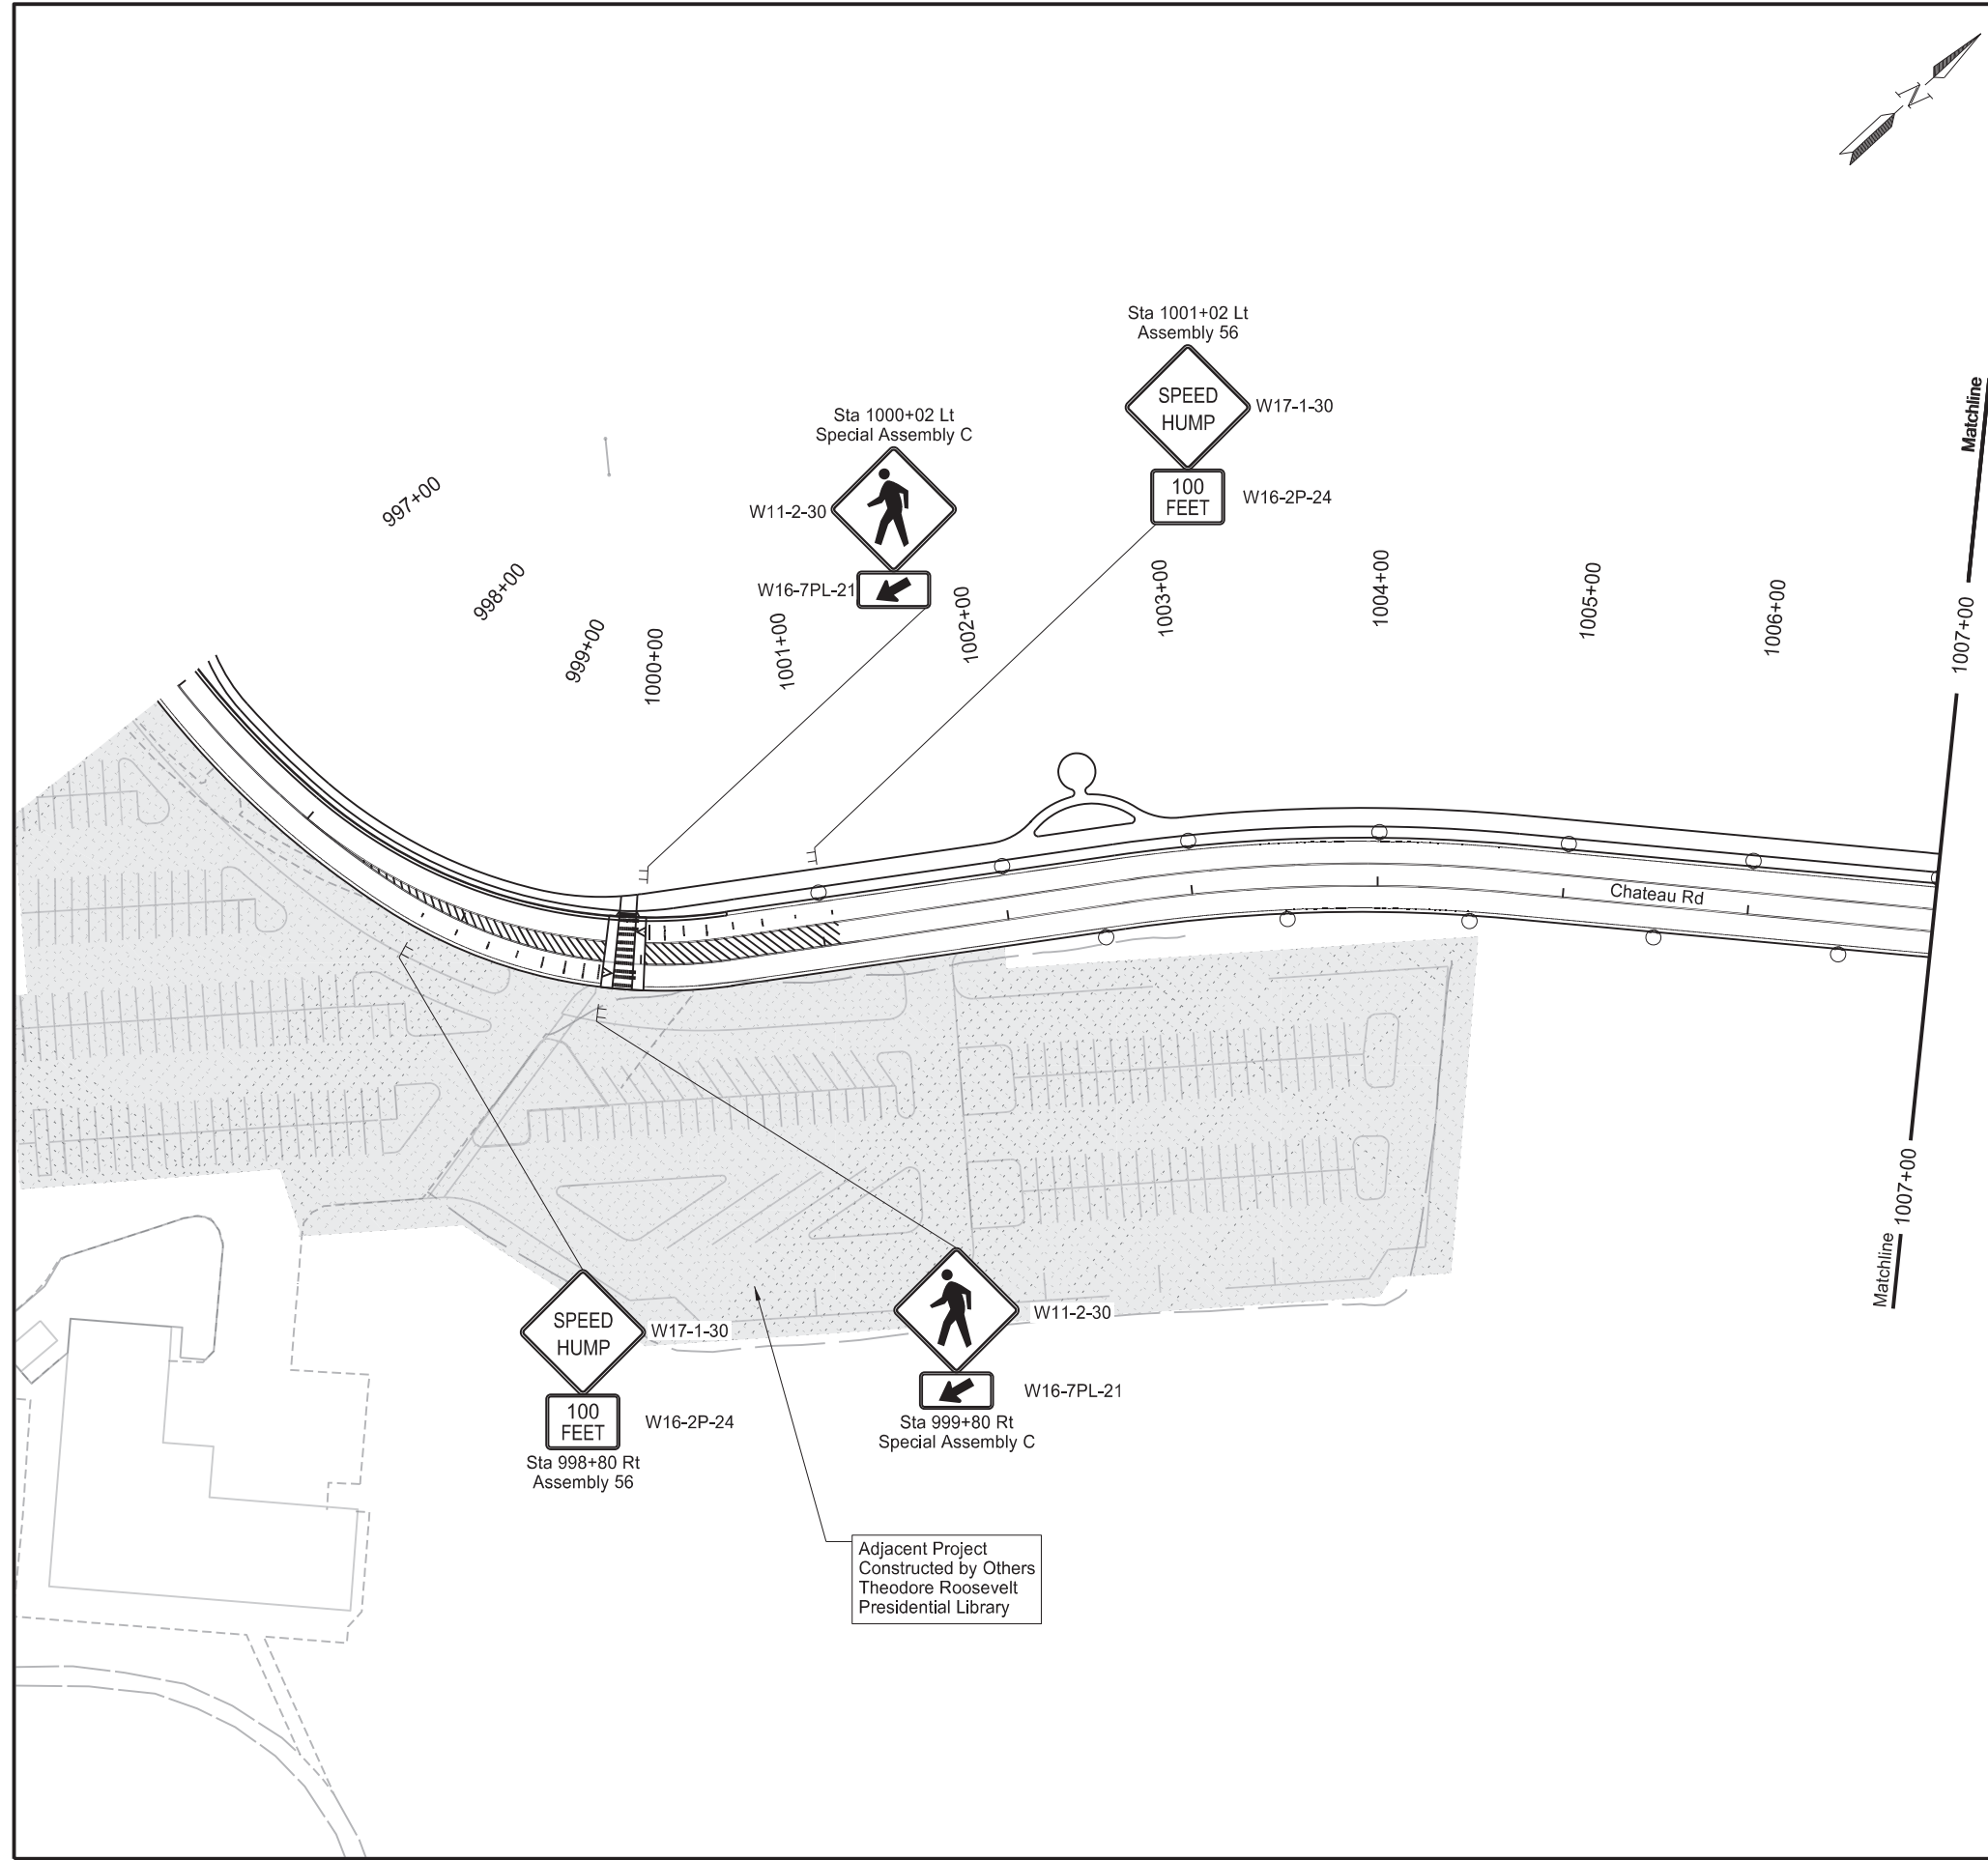 N
Sta 1001+02 Lt
Assembly 56
SPEED
HUMP
W17-1-30
100
FEET
W16-2P-24
Sta 1000+02 Lt
Special Assembly C
W11-2-30
W16-7PL-21
Matchline
997+00
998+00
999+00
1000+00
1001+00
1002+00
1003+00
1004+00
1005+00
1006+00
1007+00
Chateau Rd
Matchline 1007+00
SPEED
HUMP
W17-1-30
100
FEET
W16-2P-24
Sta 998+80 Rt
Assembly 56
W11-2-30
W16-7PL-21
Sta 999+80 Rt
Special Assembly C
Adjacent Project
Constructed by Others
Theodore Roosevelt
Presidential Library